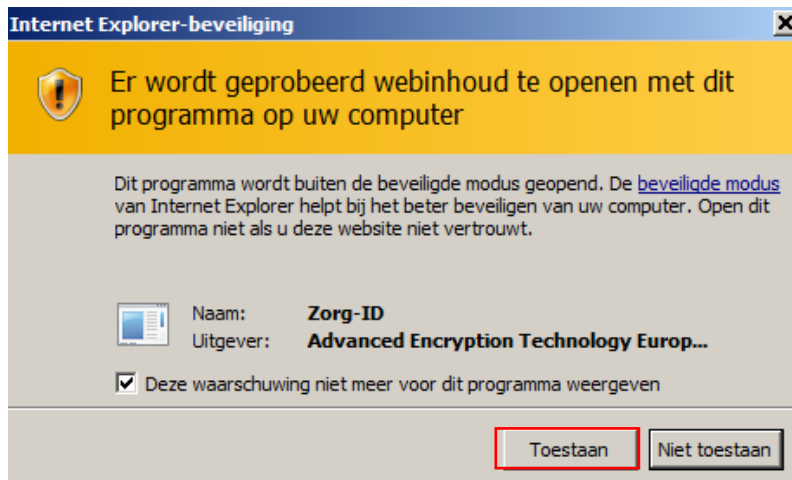 Internet Explorer-beveiliging
Er wordt geprobeerd webinhoud te openen met dit
programma op uw computer
Dit programma wordt buiten de beveiligde modus geopend. De beveiligde modus
van Internet Explorer helpt bij het beter beveiligen van uw computer. Open dit
programma niet als u deze website niet vertrouwt.
Naam: Zorg-ID
Uitgever: Advanced Encryption Technology Europ...
Deze waarschuwing niet meer voor dit programma weergeven
Toestaan Niet toestaan